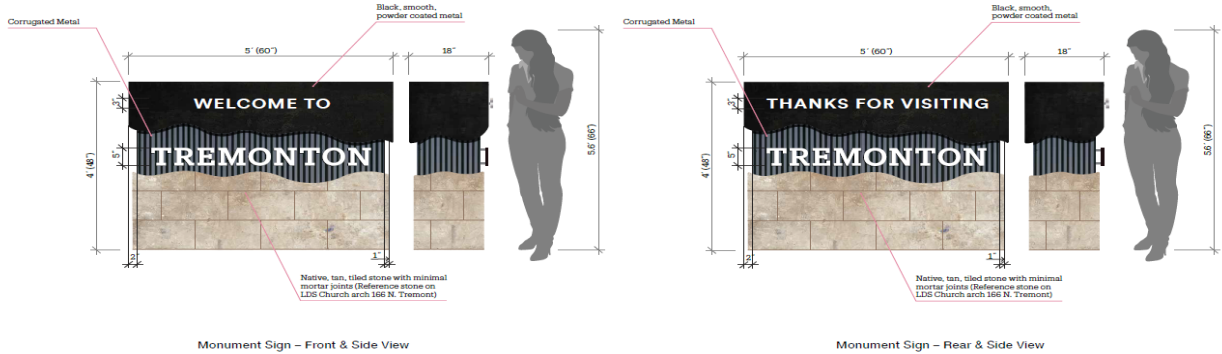 Corrugated Metal
Black, smooth,
powder coated metal
5' (60")
18"
3"
5"
4' (48")
5.6' (66")
WELCOME TO
TREMONTON
2"
1"
Native, tan, tiled stone with minimal
mortar joints (Reference stone on
LDS Church arch 166 N. Tremont)
Monument Sign – Front & Side View
Corrugated Metal
Black, smooth,
powder coated metal
5' (60")
18"
3"
5"
4' (48")
5.6' (66")
THANKS FOR VISITING
TREMONTON
2"
1"
Native, tan, tiled stone with minimal
mortar joints (Reference stone on
LDS Church arch 166 N. Tremont)
Monument Sign – Rear & Side View